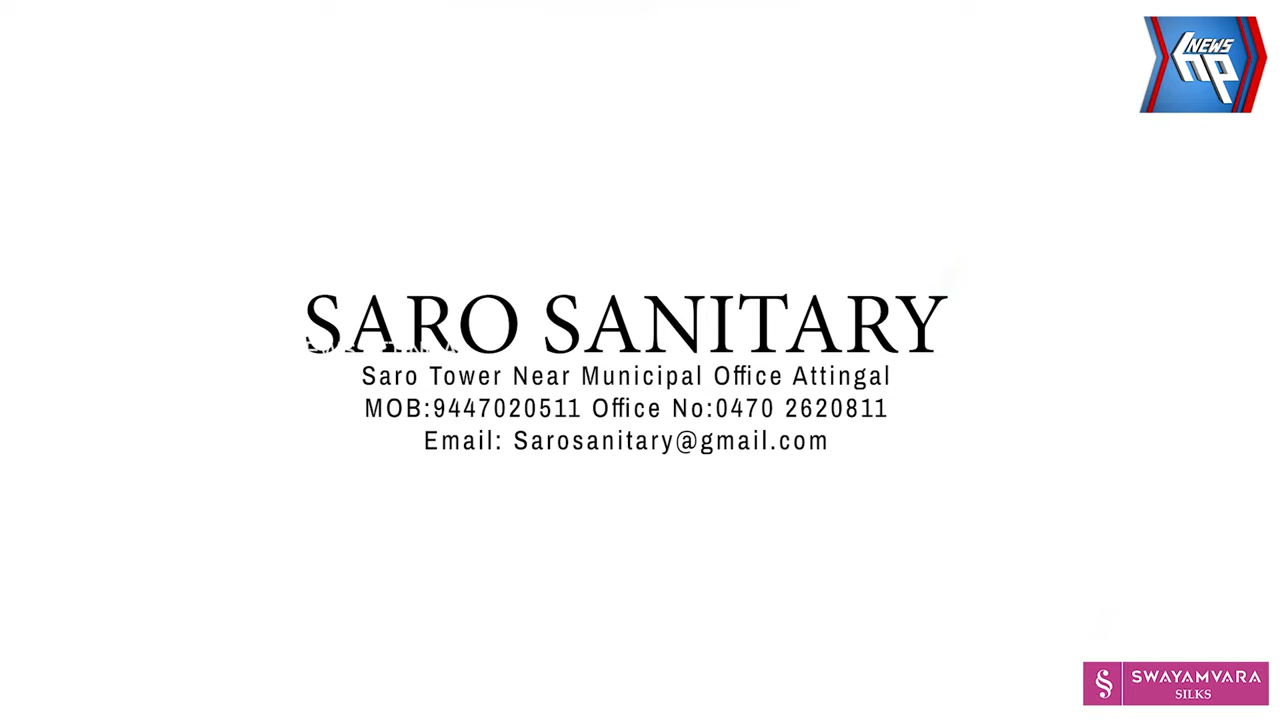 NEWS
hp
SARO SANITARY
Saro Tower Near Municipal Office Attingal
MOB:9447020511 Office No:0470 2620811
Email: Sarosanitary@gmail.com
SWAYAMVARA
SILKS